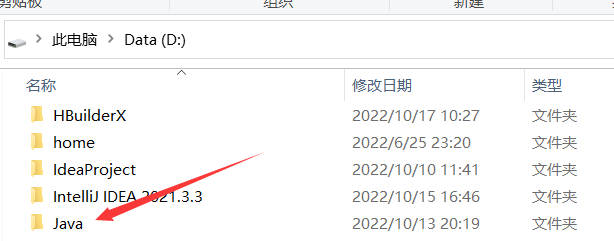 剪贴板 组织 新建
此电脑 Data (D:)
名称 修改日期 类型
HBuilderX 2022/10/17 10:27 文件夹
home 2022/6/25 23:20 文件夹
IdeaProject 2022/10/10 11:41 文件夹
IntelliJ IDEA 2021.3.3 2022/10/15 16:46 文件夹
Java 2022/10/13 20:19 文件夹